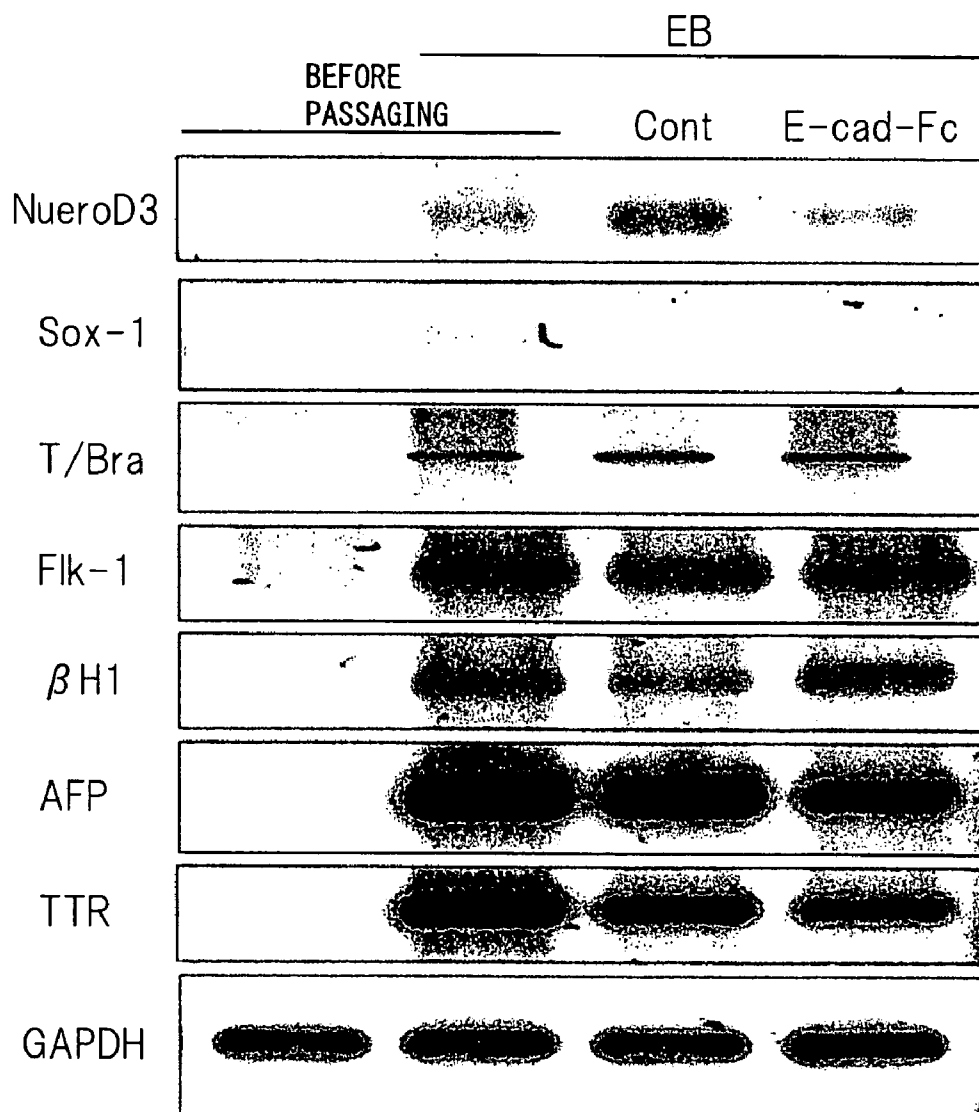 EB
BEFORE
PASSAGING
Cont E-cad-Fc
NueroD3
Sox-1
T/Bra
Flk-1
βH1
AFP
TTR
GAPDH